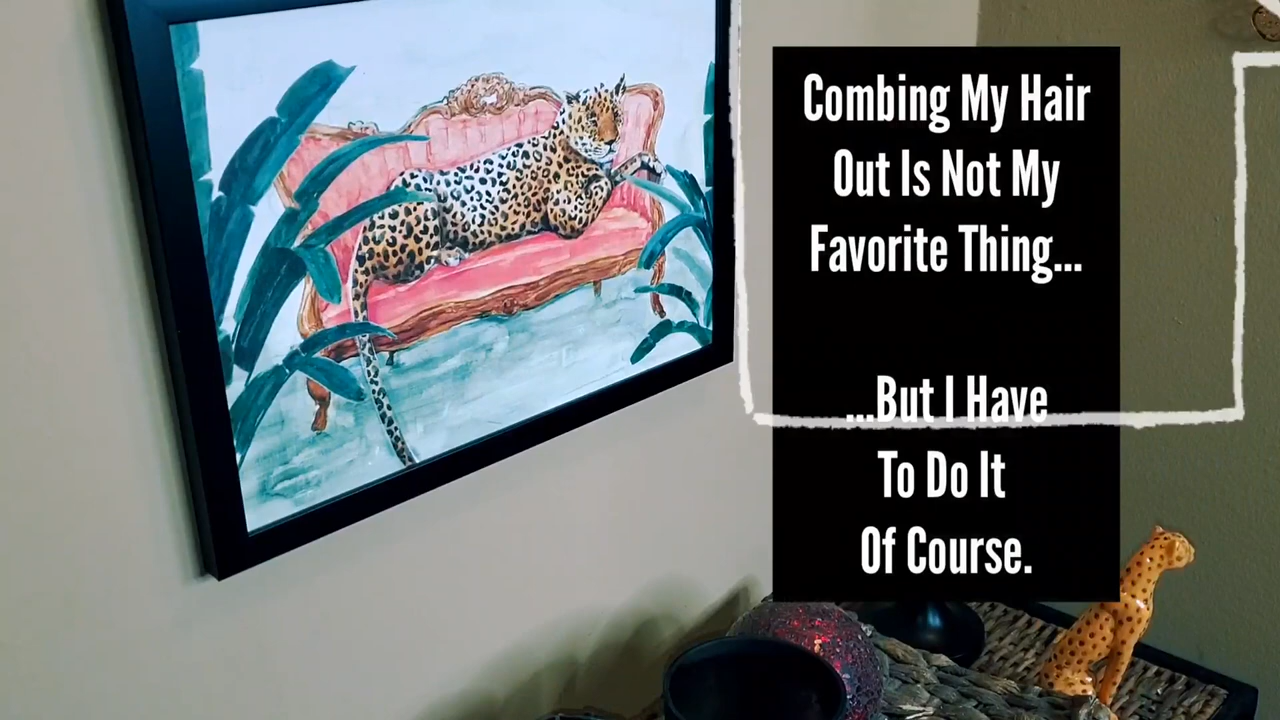 Combing My Hair
Out Is Not My
Favorite Thing...
...But I Have
To Do It
Of Course.